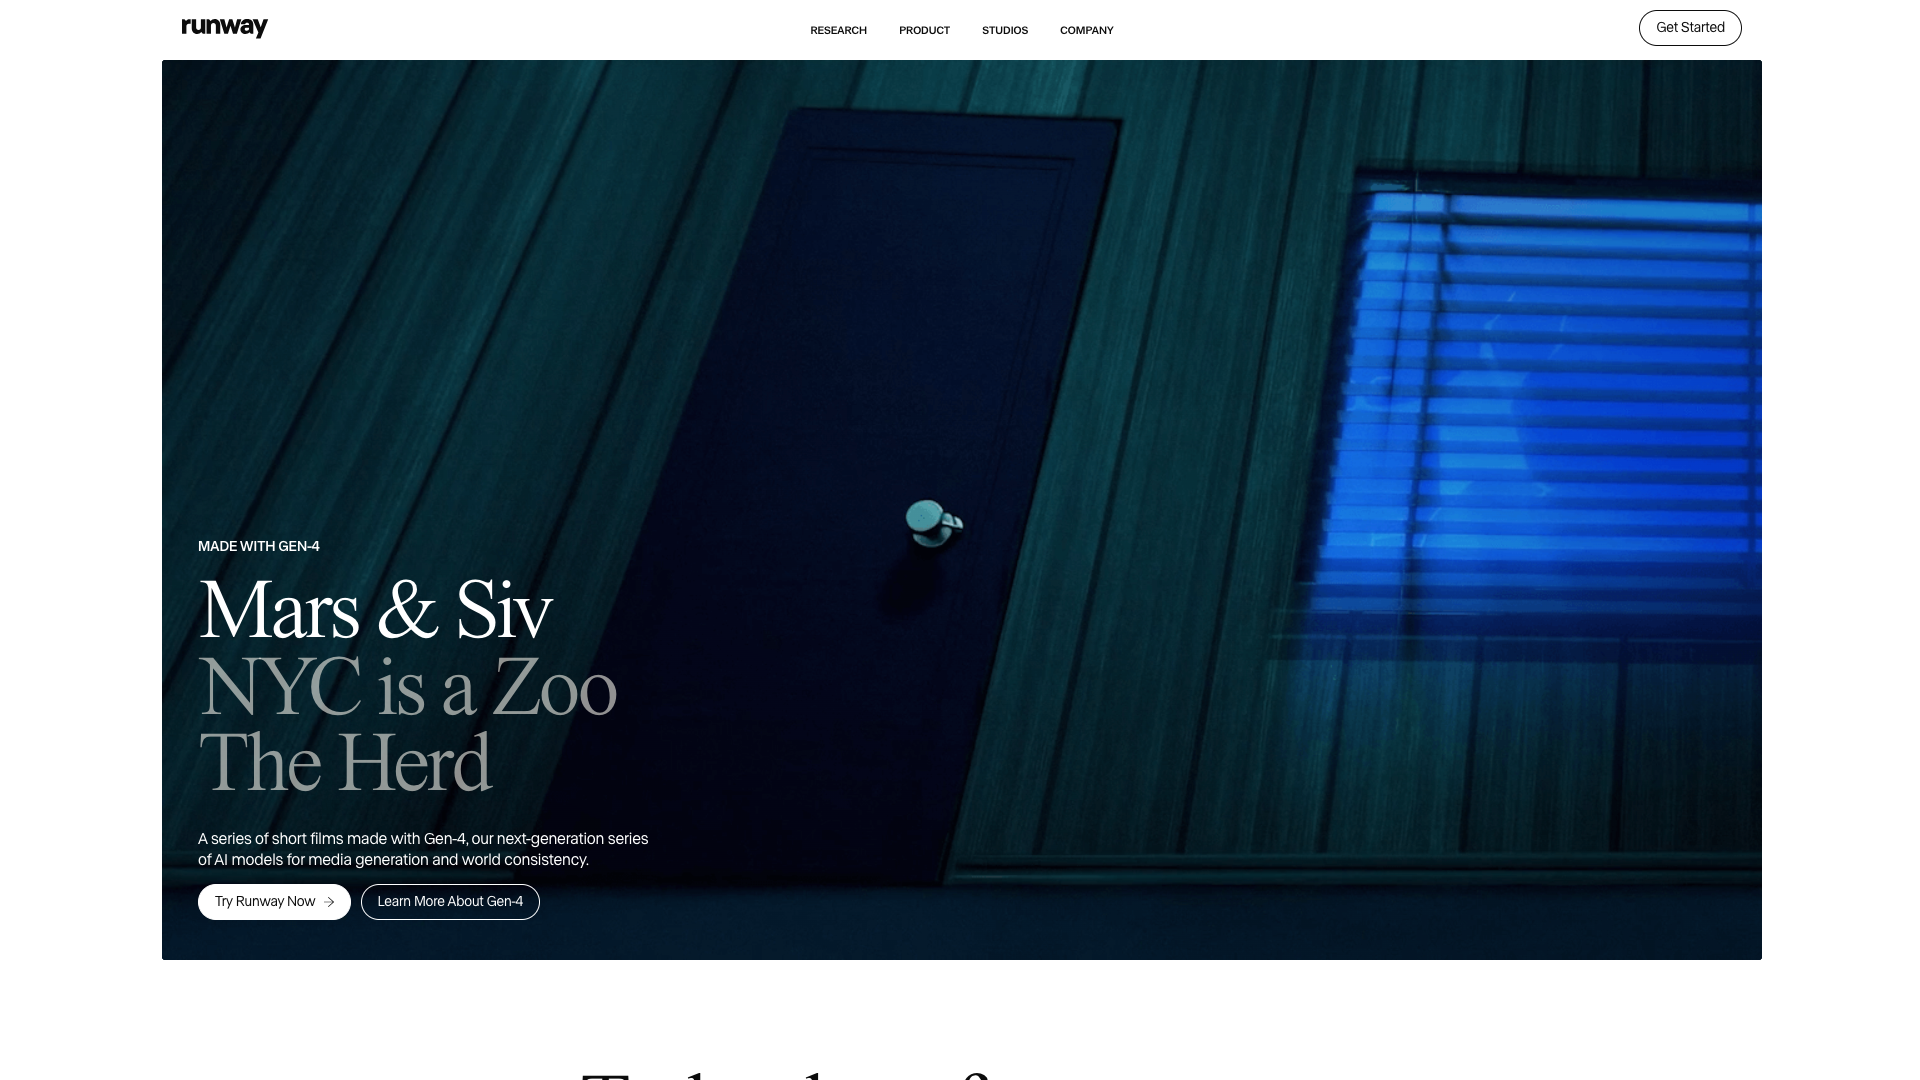 runway
RESEARCH
PRODUCT
STUDIOS
COMPANY
Get Started
MADE WITH GEN-4
Mars & Siv
NYC is a Zoo
The Herd
A series of short films made with Gen-4, our next-generation series
of AI models for media generation and world consistency.
Try Runway Now →
Learn More About Gen-4